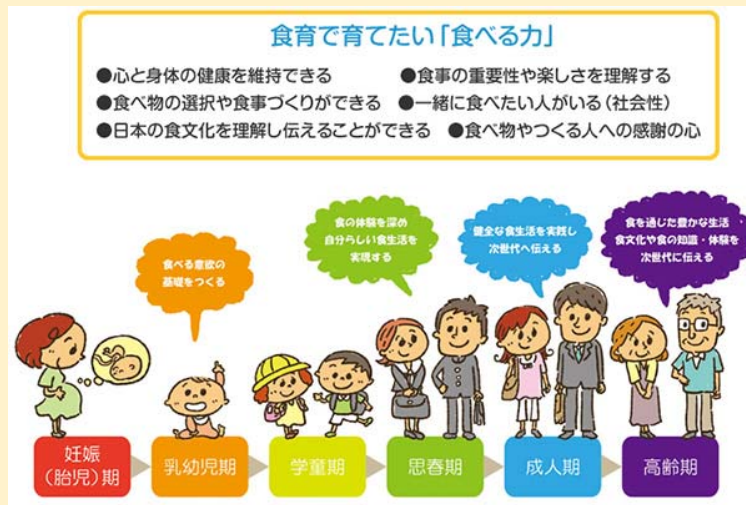 食育で育てたい「食べる力」
●心と身体の健康を維持できる ●食事の重要性や楽しさを理解する
●食べ物の選択や食事づくりができる ●一緒に食べたい人がいる(社会性)
●日本の食文化を理解し伝えることができる ●食べ物やつくる人への感謝の心
食べる意欲の
基礎をつくる
食の体験を深め
自分らしい食生活を
実現する
健全な食生活を実践し
次世代へ伝える
食を通じた豊かな生活
食文化や食の知識・体験を
次世代に伝える
妊娠
(胎児)期
乳幼児期
学童期
思春期
成人期
高齢期